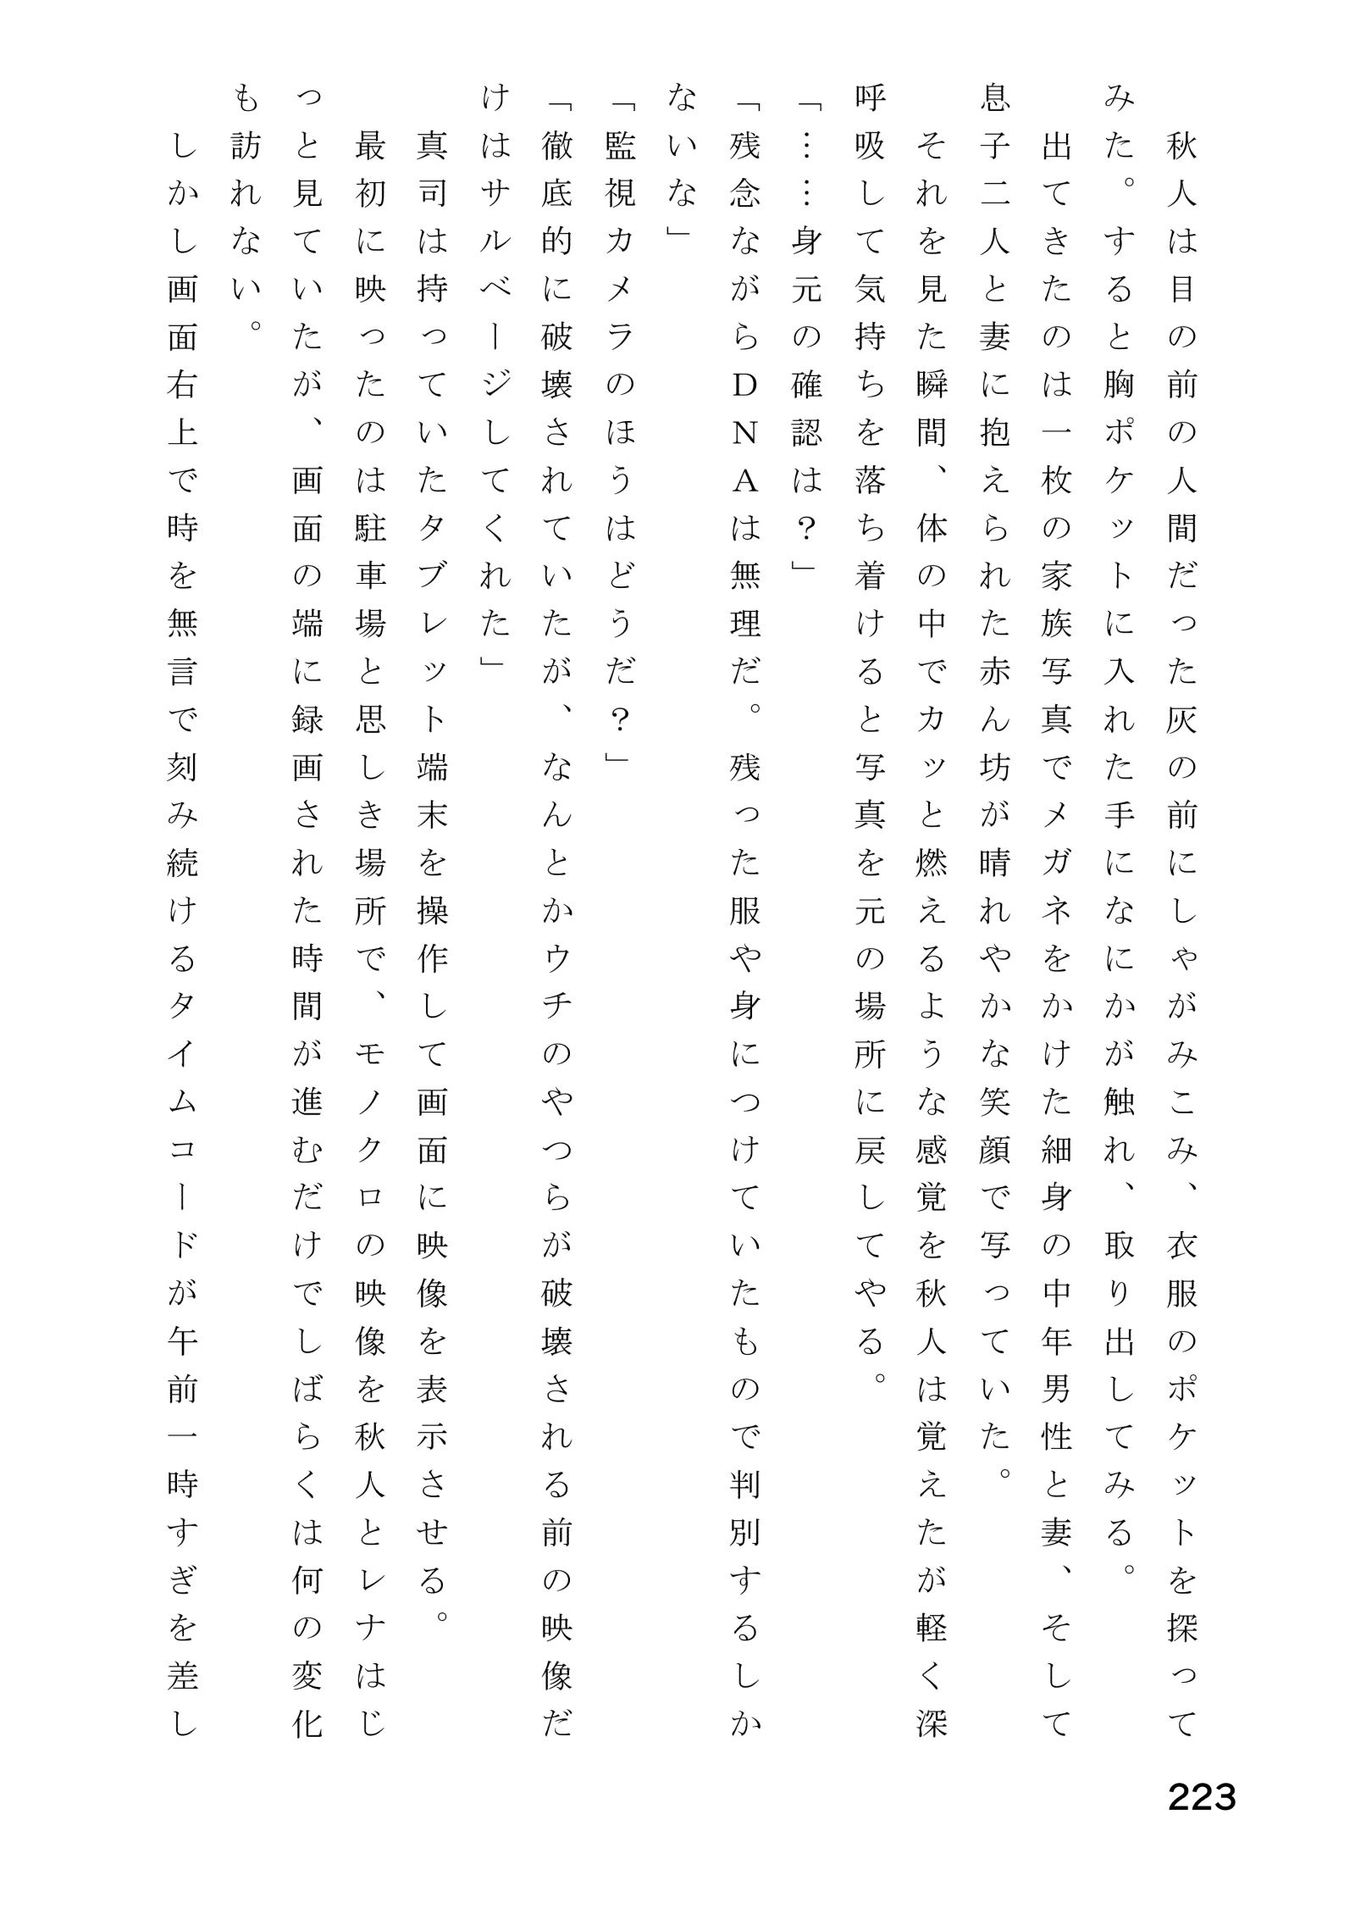 秋人は目の前の人間だった灰の前にしゃがみこみ、衣服のポケットを探って
みた。すると胸ポケットに入れた手になにかが触れ、取り出してみる。
　出てきたのは一枚の家族写真でメガネをかけた細身の中年男性と妻、そして
息子二人と妻に抱えられた赤ん坊が晴れやかな笑顔で写っていた。
　それを見た瞬間、体の中でカッと燃えるような感覚を秋人は覚えたが軽く深
呼吸して気持ちを落ち着けると写真を元の場所に戻してやる。
「……身元の確認は？」
「残念ながらＤＮＡは無理だ。残った服や身につけていたもので判別するしか
ないな」
「監視カメラのほうはどうだ？」
「徹底的に破壊されていたが、なんとかウチのやつらが破壊される前の映像だ
けはサルベージしてくれた」
　真司は持っていたタブレット端末を操作して画面に映像を表示させる。
　最初に映ったのは駐車場と思しき場所で、モノクロの映像を秋人とレナはじ
っと見ていたが、画面の端に録画された時間が進むだけでしばらくは何の変化
も訪れない。
　しかし画面右上で時を無言で刻み続けるタイムコードが午前一時すぎを差し
223